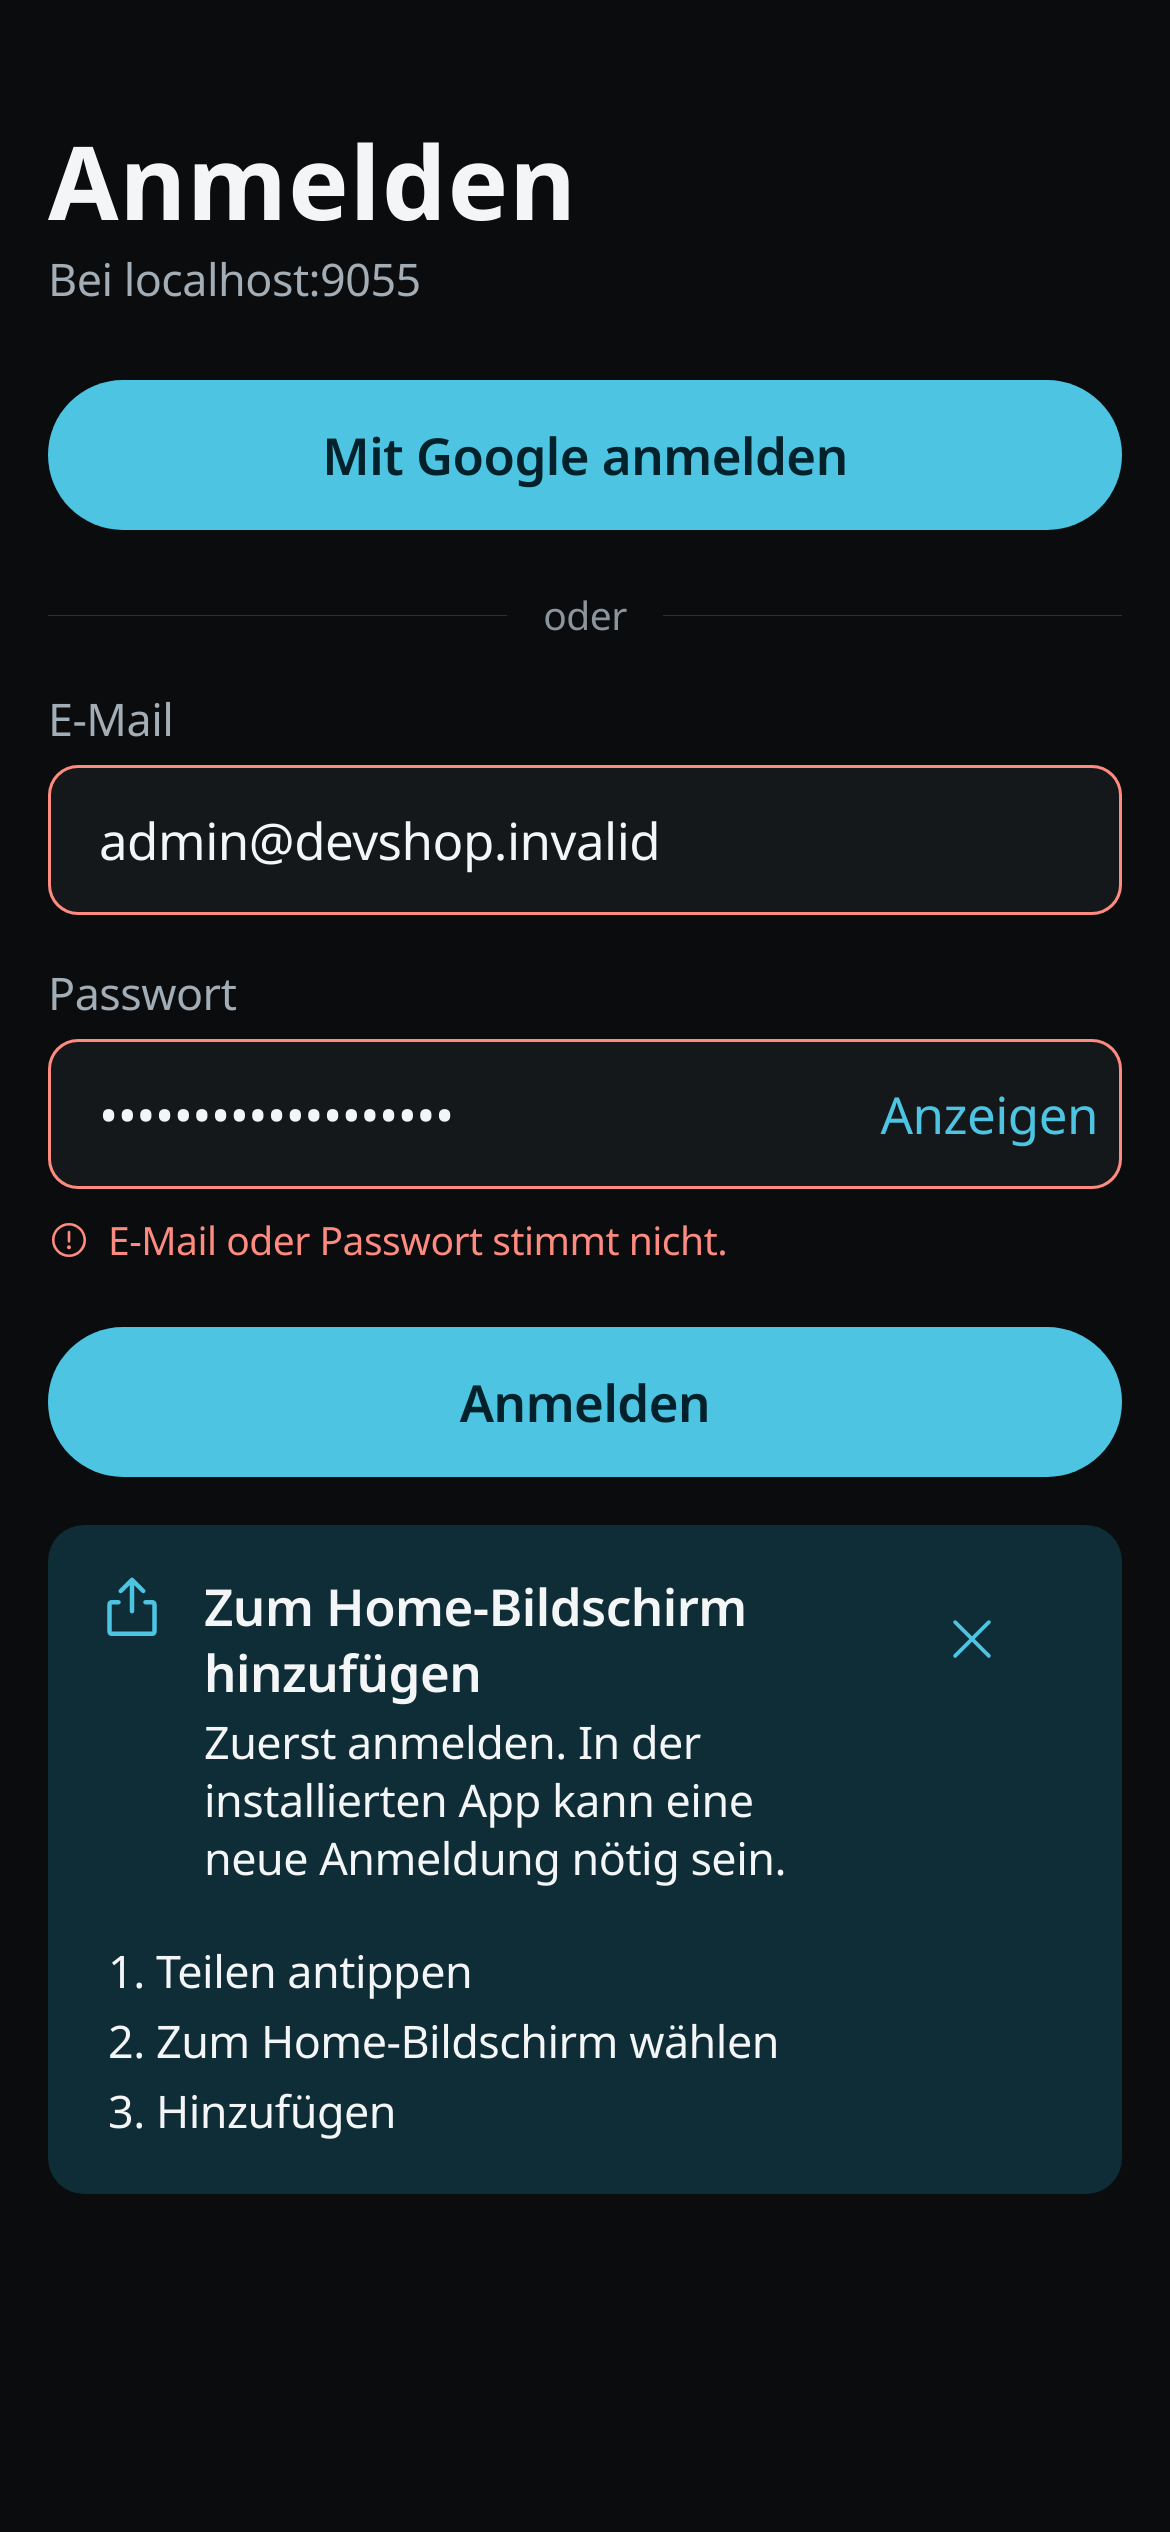 Anmelden
Bei localhost:9055
Mit Google anmelden
oder
E-Mail
admin@devshop.invalid
Passwort
•••••••••••••••••••
Anzeigen
E-Mail oder Passwort stimmt nicht.
Anmelden
Zum Home-Bildschirm
hinzufügen
Zuerst anmelden. In der
installierten App kann eine
neue Anmeldung nötig sein.
1. Teilen antippen
2. Zum Home-Bildschirm wählen
3. Hinzufügen